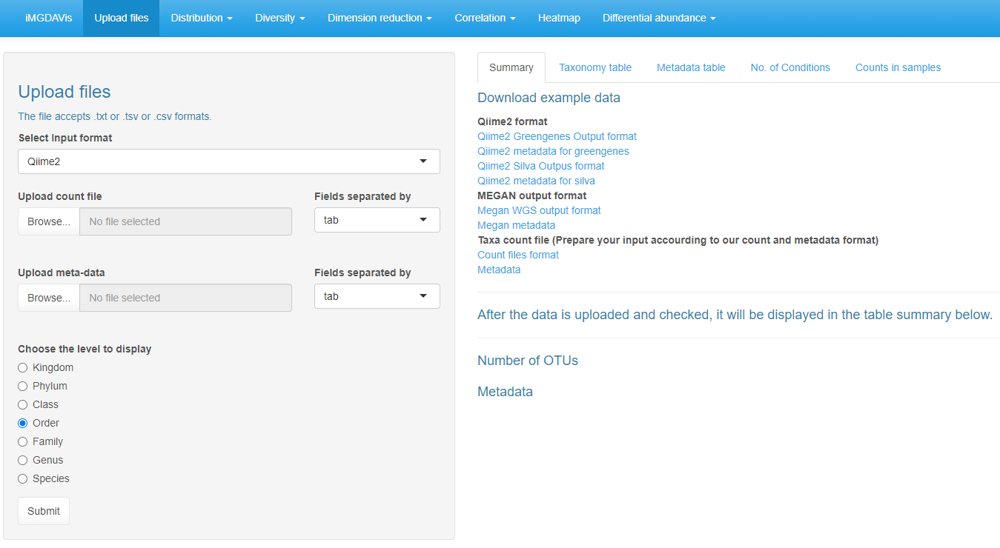 iMGDAVis Upload files Distribution Diversity Dimension reduction Correlation Heatmap Differential abundance
Upload files
The file accepts .txt or .tsv or .csv formats.
Select Input format
Qiime2
Upload count file Fields separated by
Browse... No file selected tab
Upload meta-data Fields separated by
Browse... No file selected tab
Choose the level to display
Kingdom
Phylum
Class
Order
Family
Genus
Species
Submit
Summary Taxonomy table Metadata table No. of Conditions Counts in samples
Download example data
Qiime2 format
Qiime2 Greengenes Output format
Qiime2 metadata for greengenes
Qiime2 Silva Outpus format
Qiime2 metadata for silva
MEGAN output format
Megan WGS output format
Megan metadata
Taxa count file (Prepare your input accourding to our count and metadata format)
Count files format
Metadata
After the data is uploaded and checked, it will be displayed in the table summary below.
Number of OTUs
Metadata